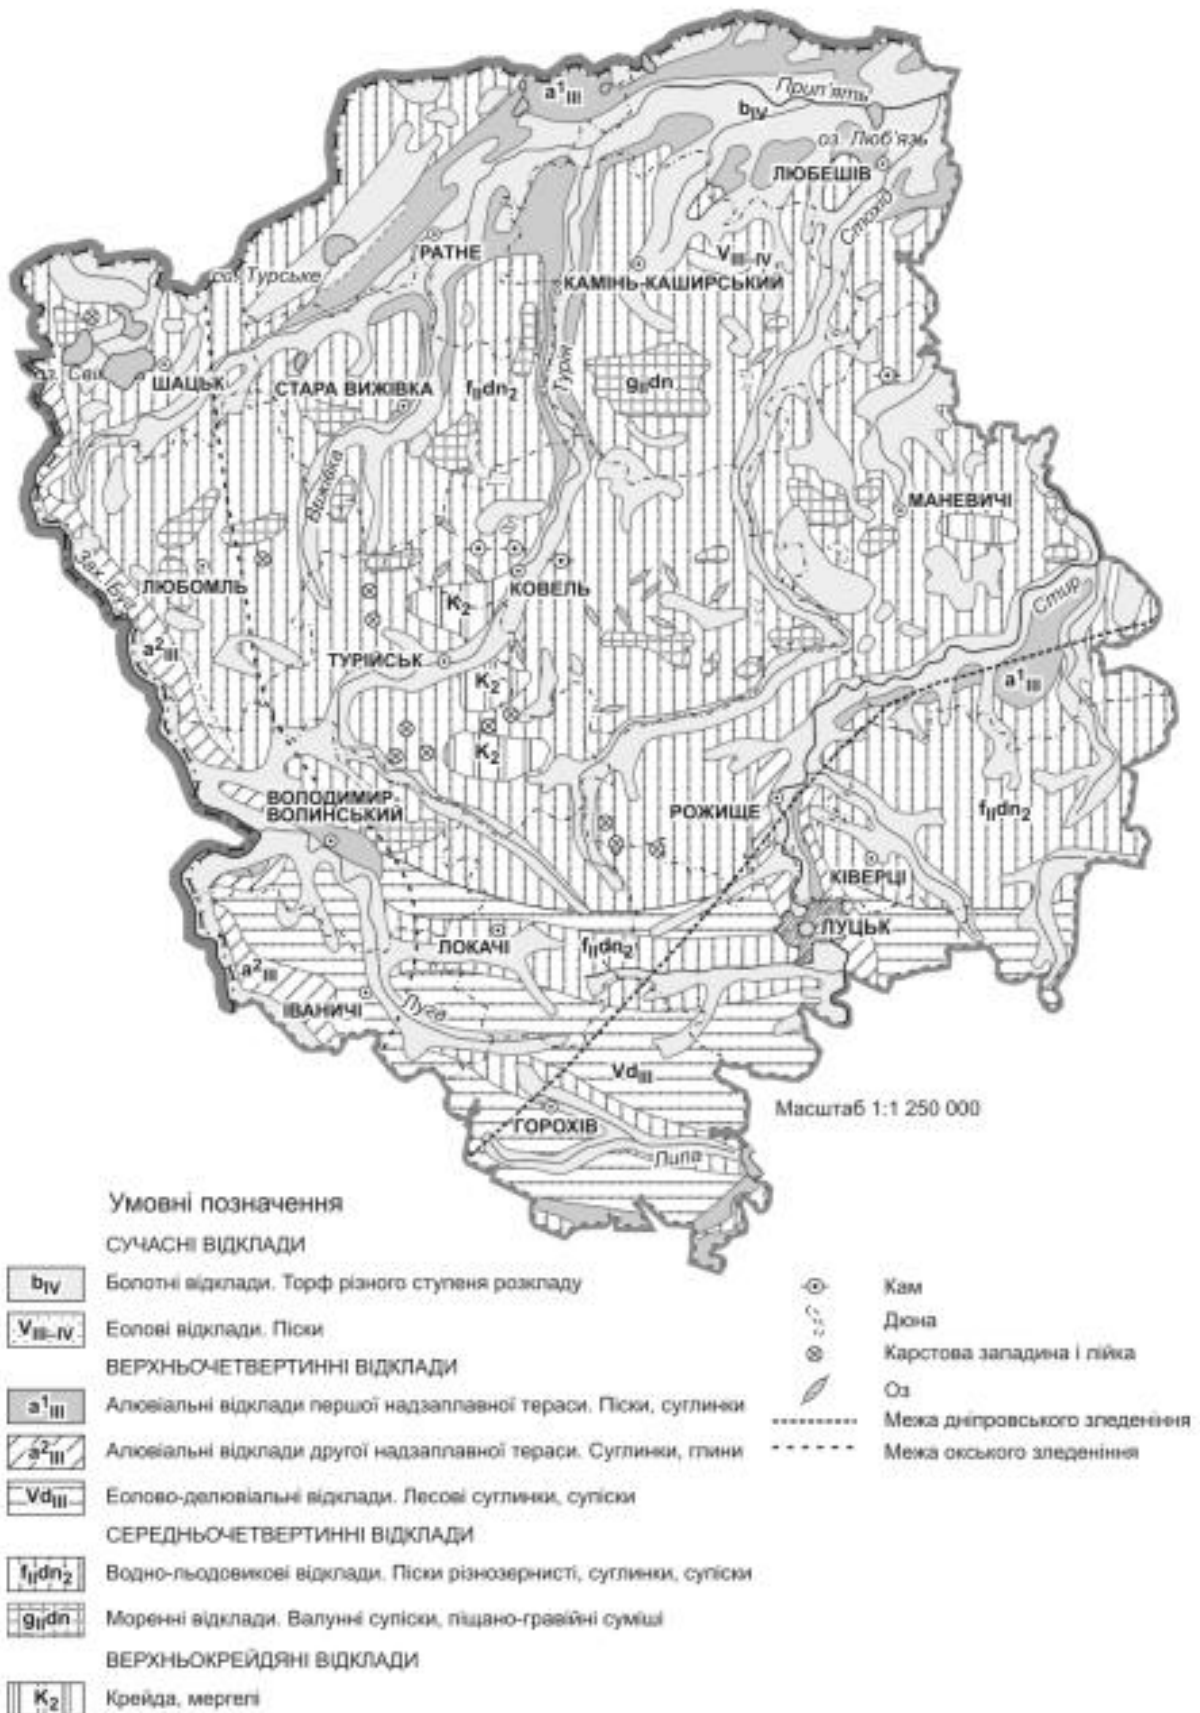 a¹III
Прип'ять
bIV
оз. Люб'язь
ЛЮБЕШІВ
Стохід
РАТНЕ
VIII–IV
оз. Турське
КАМІНЬ-КАШИРСЬКИЙ
Турія
оз. Сві
ШАЦЬК
СТАРА ВИЖІВКА
fIIdn2
gIIdn
Вижівка
МАНЕВИЧІ
Зах. Буг
ЛЮБОМЛЬ
КОВЕЛЬ
K2
Стир
a²III
ТУРІЙСЬК
K2
a¹III
K2
ВОЛОДИМИР-
ВОЛИНСЬКИЙ
РОЖИЩЕ
fIIdn2
КІВЕРЦІ
ЛУЦЬК
ЛОКАЧІ
fIIdn2
a²III
ІВАНИЧІ
Луга
VdIII
Масштаб 1:1 250 000
ГОРОХІВ
Липа
Умовні позначення
СУЧАСНІ ВІДКЛАДИ
bIV Болотні відклади. Торф різного ступеня розкладу
VIII–IV Еолові відклади. Піски
ВЕРХНЬОЧЕТВЕРТИННІ ВІДКЛАДИ
a¹III Алювіальні відклади першої надзаплавної тераси. Піски, суглинки
a²III Алювіальні відклади другої надзаплавної тераси. Суглинки, глини
VdIII Еолово-делювіальні відклади. Лесові суглинки, супіски
СЕРЕДНЬОЧЕТВЕРТИННІ ВІДКЛАДИ
fIIdn2 Водно-льодовикові відклади. Піски різнозернисті, суглинки, супіски
gIIdn Моренні відклади. Валунні супіски, піщано-гравійні суміші
ВЕРХНЬОКРЕЙДЯНІ ВІДКЛАДИ
K2 Крейда, мергелі
Кам
Дюна
Карстова западина і лійка
Оз
Межа дніпровського зледеніння
Межа окського зледеніння